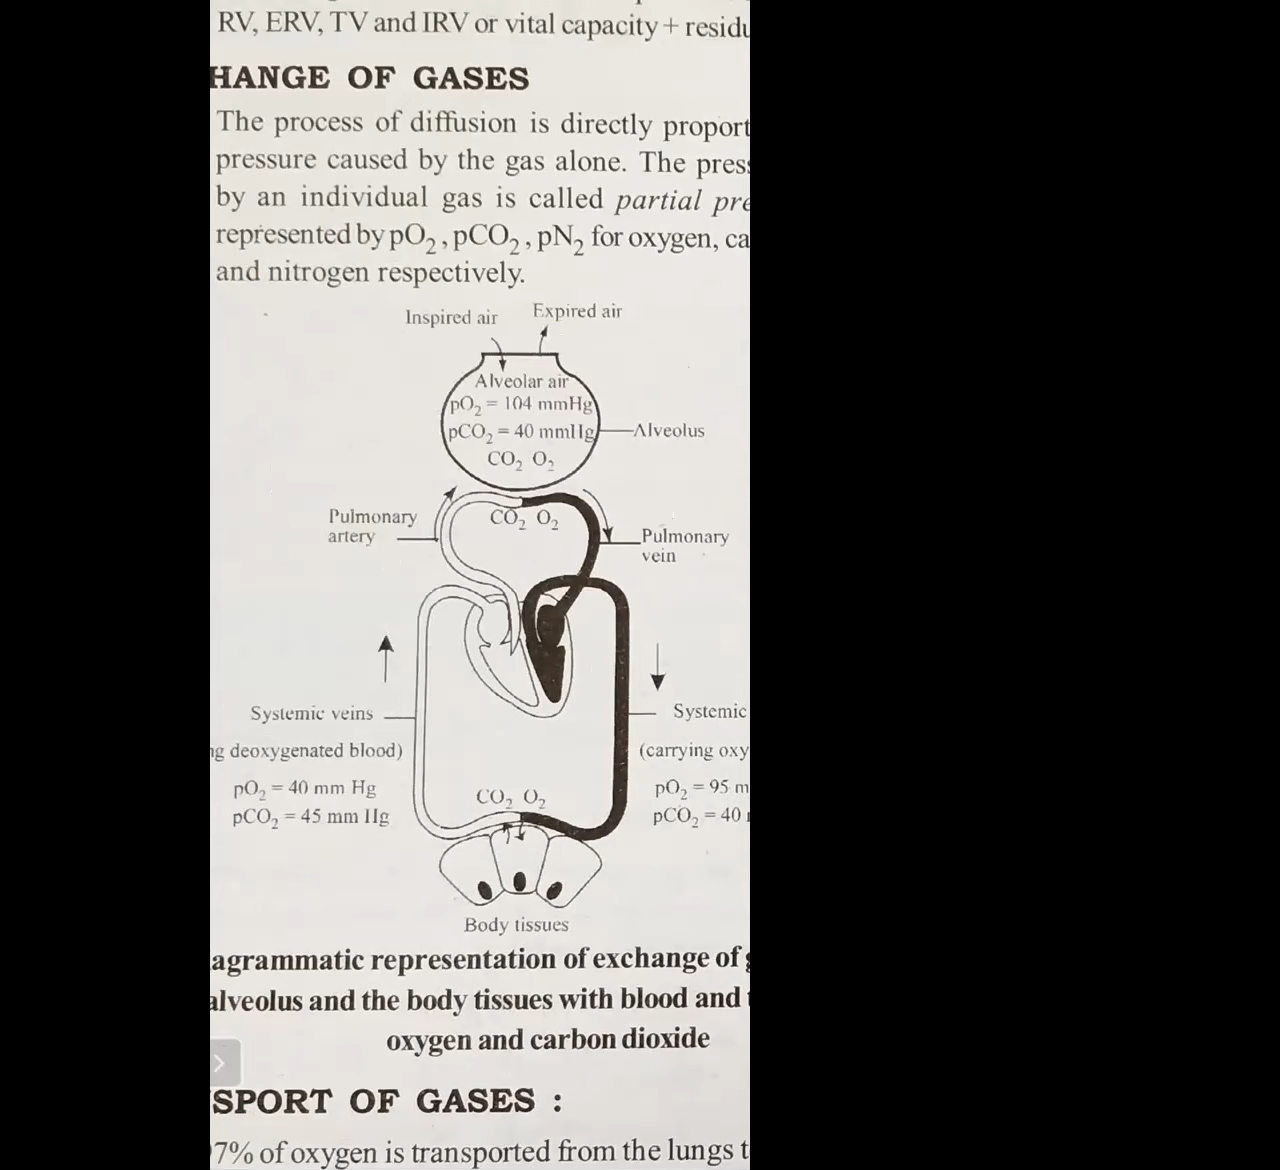 RV, ERV, TV and IRV or vital capacity + residu
HANGE OF GASES
The process of diffusion is directly proport
pressure caused by the gas alone. The pres
by an individual gas is called partial pre
represented by pO₂, pCO₂, pN₂ for oxygen, ca
and nitrogen respectively.
Inspired air
Expired air
Alveolar air
pO₂ = 104 mmHg
pCO₂ = 40 mmHg
Alveolus
CO₂ O₂
Pulmonary
artery
CO₂ O₂
Pulmonary
vein
Systemic veins
Systemic
ng deoxygenated blood)
(carrying oxy
pO₂ = 40 mm Hg
pO₂ = 95 m
pCO₂ = 45 mm Hg
pCO₂ = 40
CO₂ O₂
Body tissues
agrammatic representation of exchange of g
alveolus and the body tissues with blood and t
oxygen and carbon dioxide
SPORT OF GASES :
7% of oxygen is transported from the lungs t